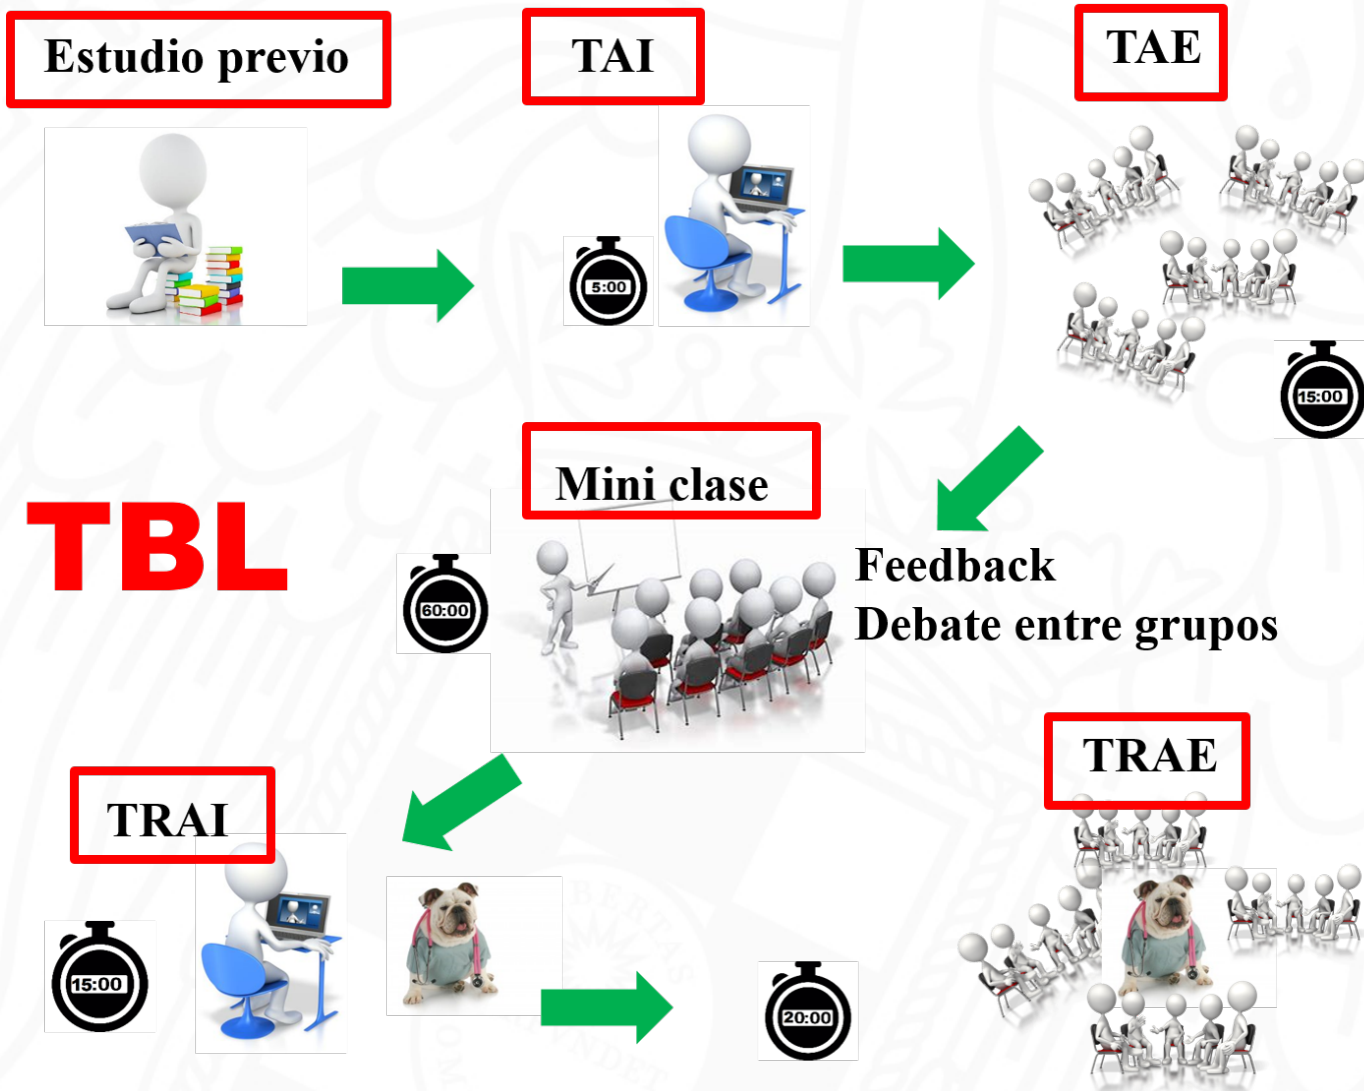 Estudio previo
TAI
TAE
5:00
15:00
Mini clase
TBL
60:00
Feedback
Debate entre grupos
TRAI
TRAE
15:00
20:00